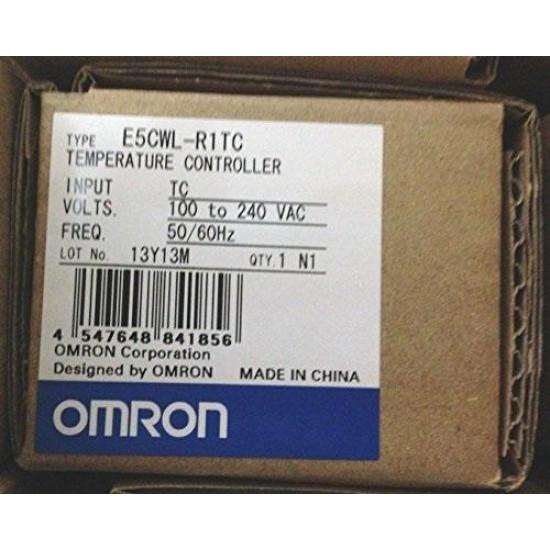 TYPE E5CWL-R1TC
TEMPERATURE CONTROLLER
INPUT TC
VOLTS. 100 to 240 VAC
FREQ. 50/60Hz
LOT No. 13Y13M QTY.1 N1
4 547648 841856
OMRON Corporation
Designed by OMRON MADE IN CHINA
OMRON